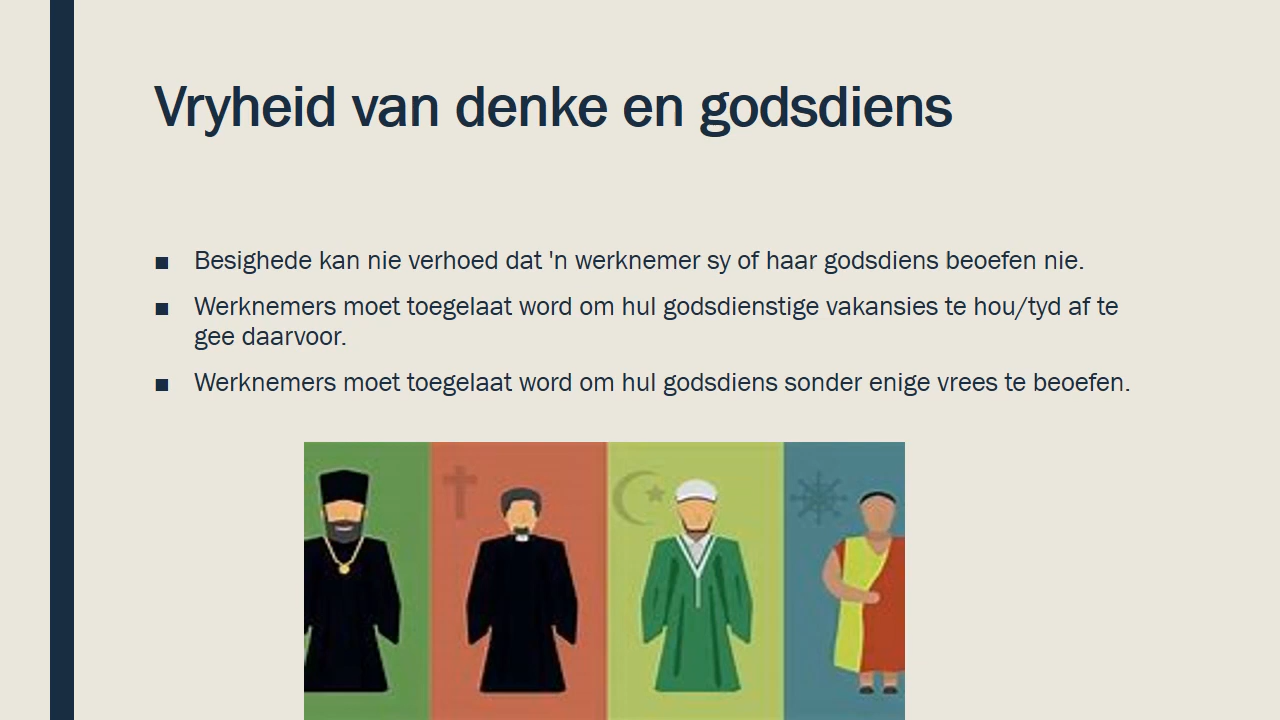 Vryheid van denke en godsdiens
■ Besighede kan nie verhoed dat 'n werknemer sy of haar godsdiens beoefen nie.
■ Werknemers moet toegelaat word om hul godsdienstige vakansies te hou/tyd af te
gee daarvoor.
■ Werknemers moet toegelaat word om hul godsdiens sonder enige vrees te beoefen.